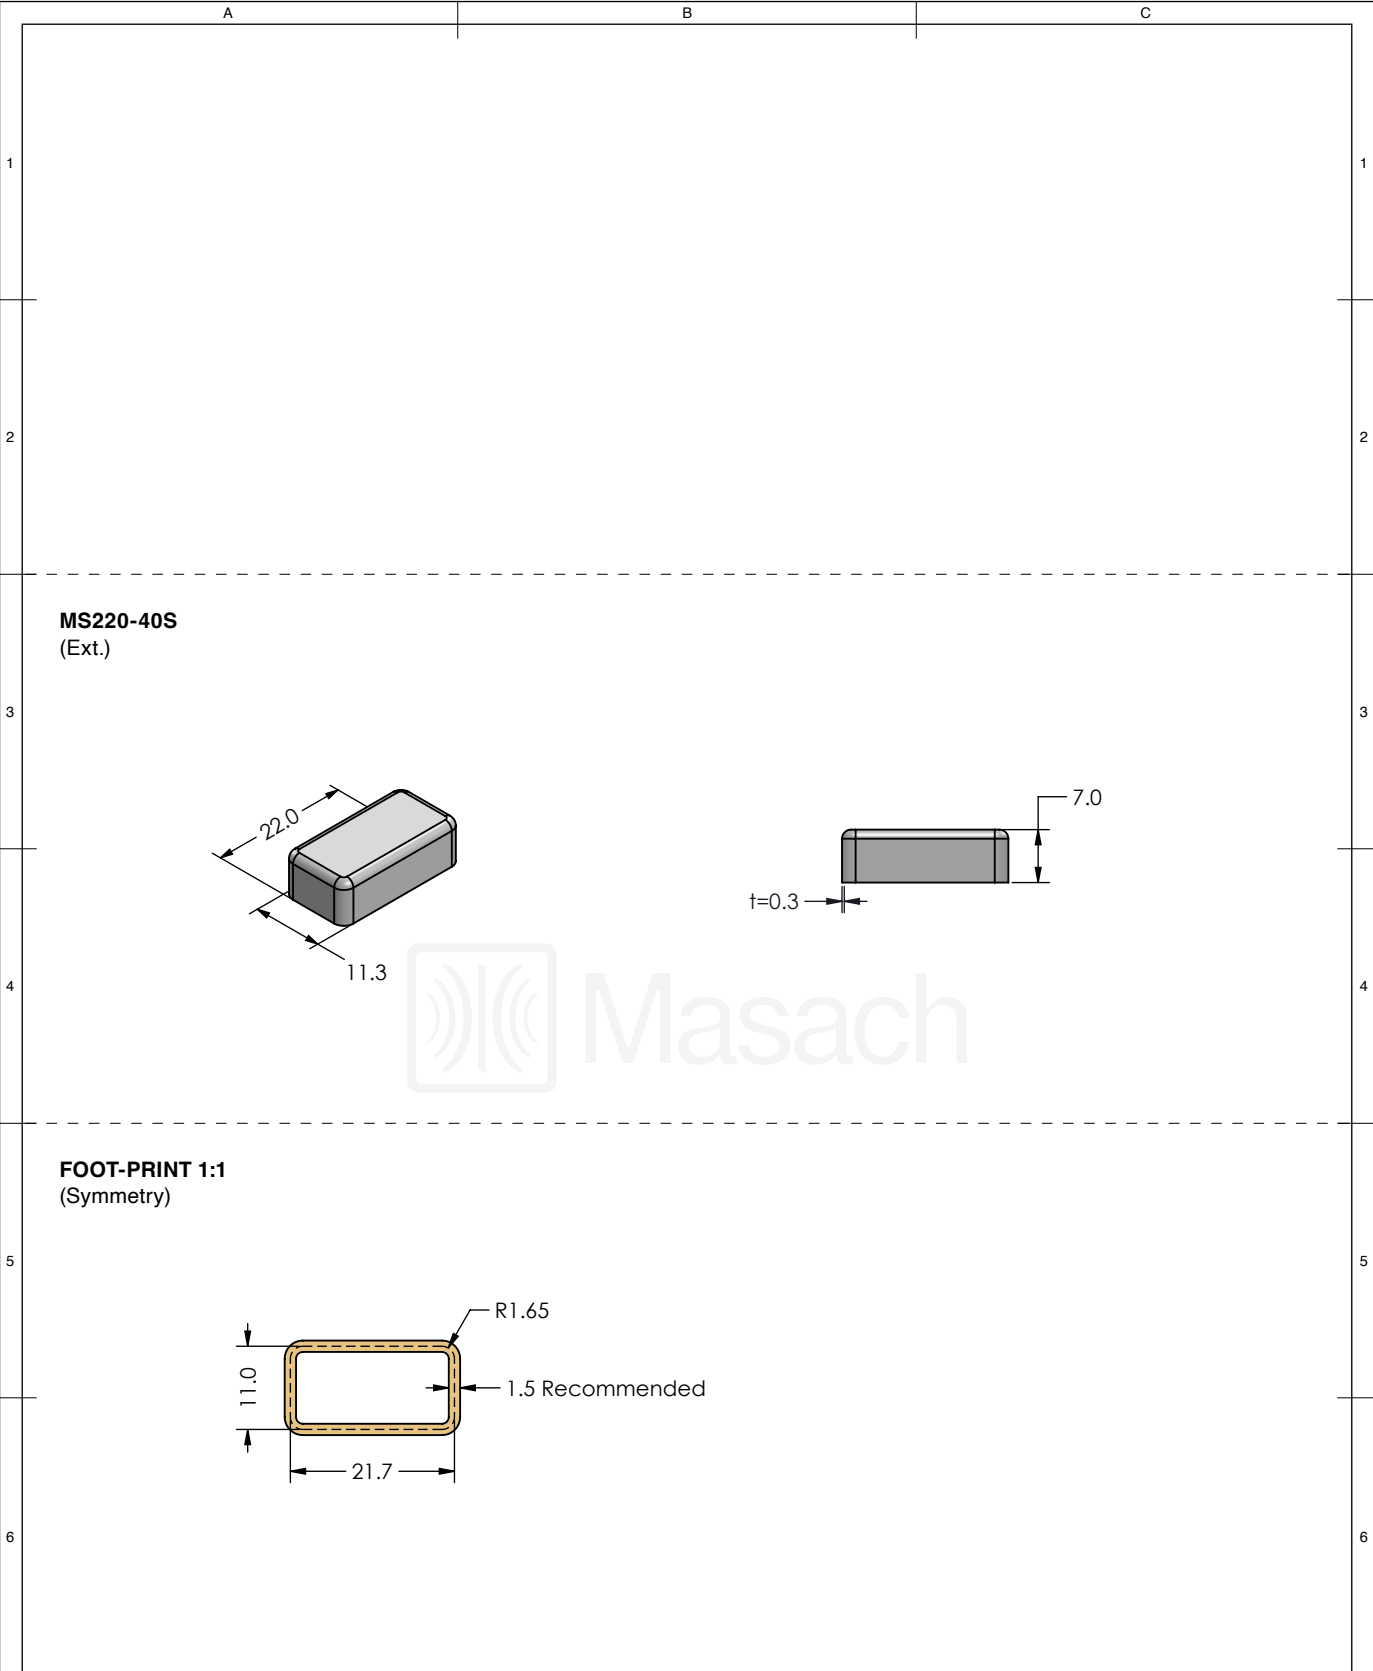 A B C
1 1
2 2
MS220-40S
(Ext.)
3 3
22.0
7.0
t=0.3
11.3
Masach
4 4
FOOT-PRINT 1:1
(Symmetry)
5 5
R1.65
11.0
1.5 Recommended
21.7
6 6